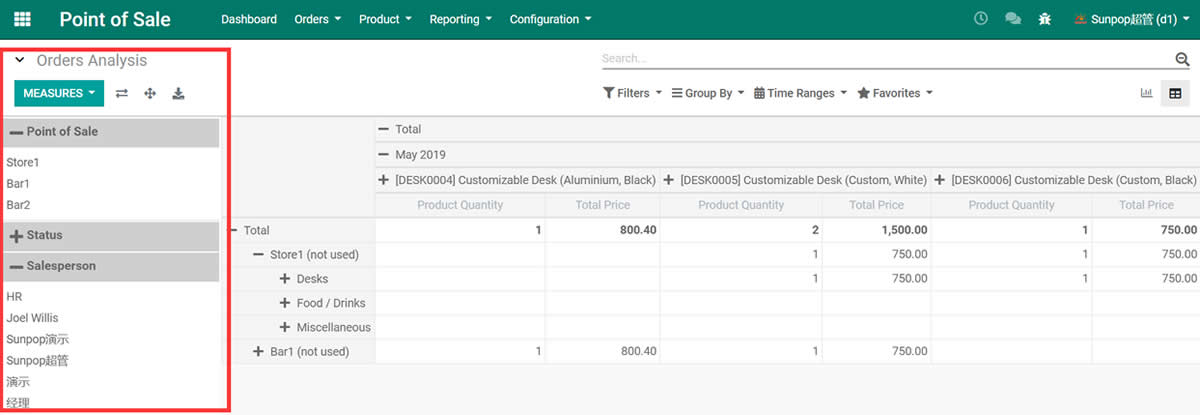 Point of Sale Dashboard Orders Product Reporting Configuration Sunpop超管 (d1)
Orders Analysis
Search...
MEASURES
Filters Group By Time Ranges Favorites
Point of Sale
Store1
Bar1
Bar2
Status
Salesperson
HR
Joel Willis
Sunpop演示
Sunpop超管
演示
经理
Total
May 2019
[DESK0004] Customizable Desk (Aluminium, Black) [DESK0005] Customizable Desk (Custom, White) [DESK0006] Customizable Desk (Custom, Black)
Product Quantity Total Price Product Quantity Total Price Product Quantity Total Price
Total 1 800.40 2 1,500.00 1 750.00
Store1 (not used) 1 750.00 1 750.00
Desks 1 750.00 1 750.00
Food / Drinks
Miscellaneous
Bar1 (not used) 1 800.40 1 750.00